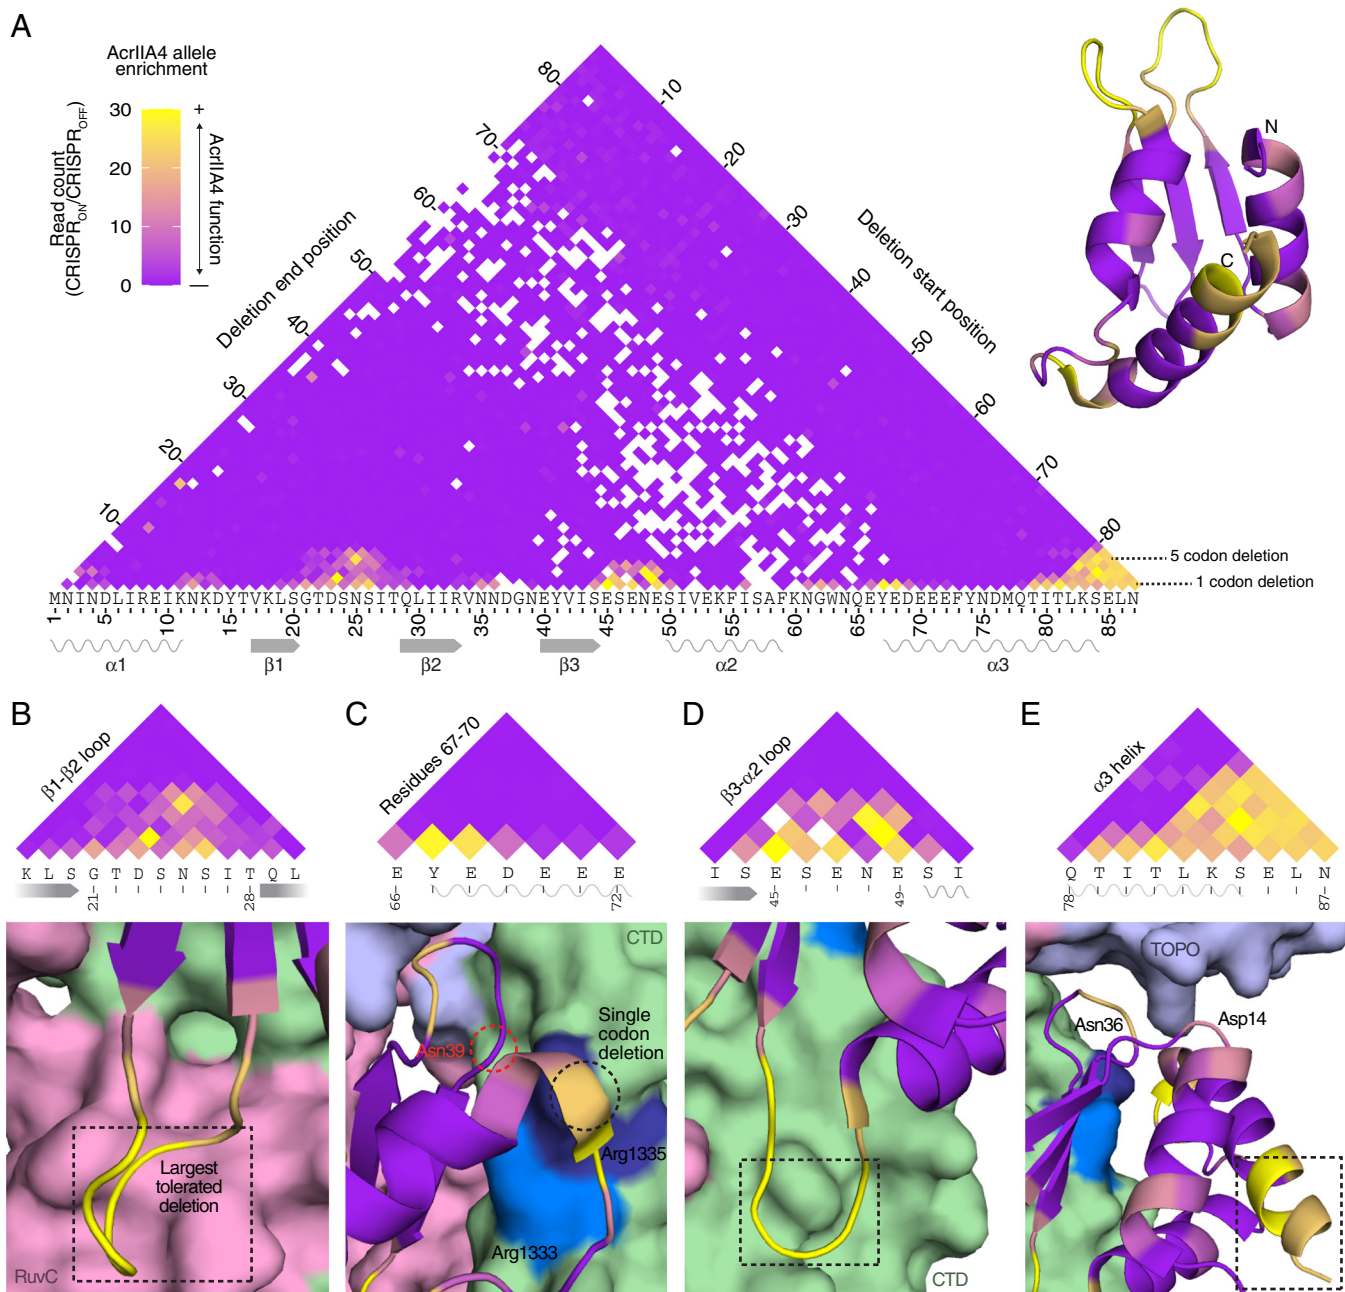 A
AcrIIA4 allele
enrichment
Read count
(CRISPR_ON/CRISPR_OFF)
30
20
10
0
+
AcrIIA4 function
—
Deletion end position
10-
20-
30-
40-
50-
60-
70-
80-
Deletion start position
-10
-20
-30
-40
-50
-60
-70
-80
N
C
5 codon deletion
1 codon deletion
MNINDLIREIKNKDYTVKLSGTDSNSITQLIIRVNNDGNEYVISESENESIVEKFISAFKNGWNQEYEDEEEFYNDMQTITLKSELN
1 5 10 15 20 25 30 35 40 45 50 55 60 65 70 75 80 85
α1 β1 β2 β3 α2 α3
B
β1-β2 loop
K L S G T D S N S I T Q L
21 28
Largest
tolerated
deletion
RuvC
C
Residues 67-70
E Y E D E E E
66 72
CTD
Single
codon
deletion
Asn39
Arg1335
Arg1333
D
β3-α2 loop
I S E S E N E S I
45 49
CTD
E
α3 helix
Q T I T L K S E L N
78 87
TOPO
Asn36
Asp14